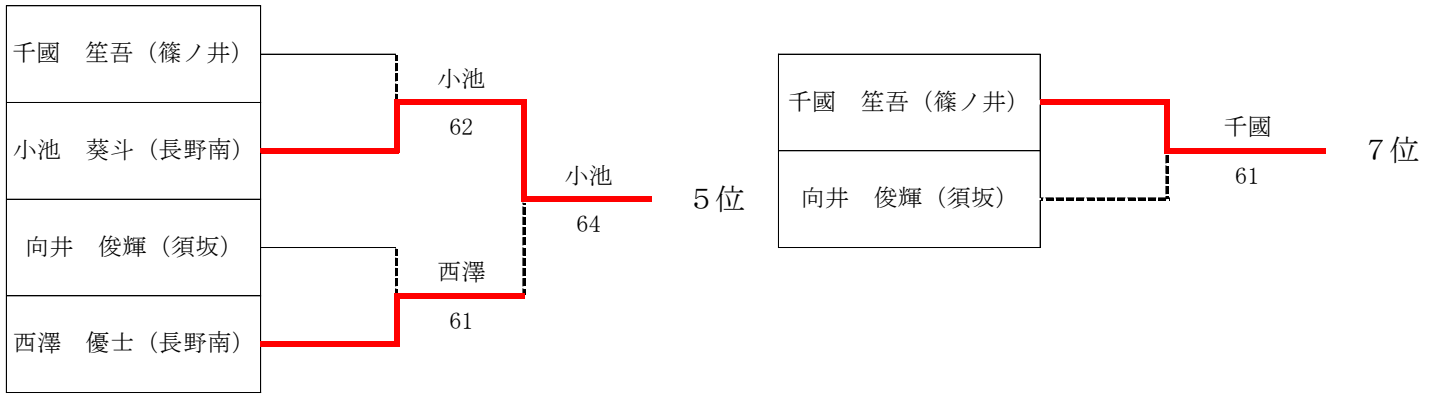 千國　笙吾（篠ノ井）
小池　葵斗（長野南）
向井　俊輝（須坂）
西澤　優士（長野南）
小池
62
西澤
61
小池
64
５位
千國　笙吾（篠ノ井）
向井　俊輝（須坂）
千國
61
７位